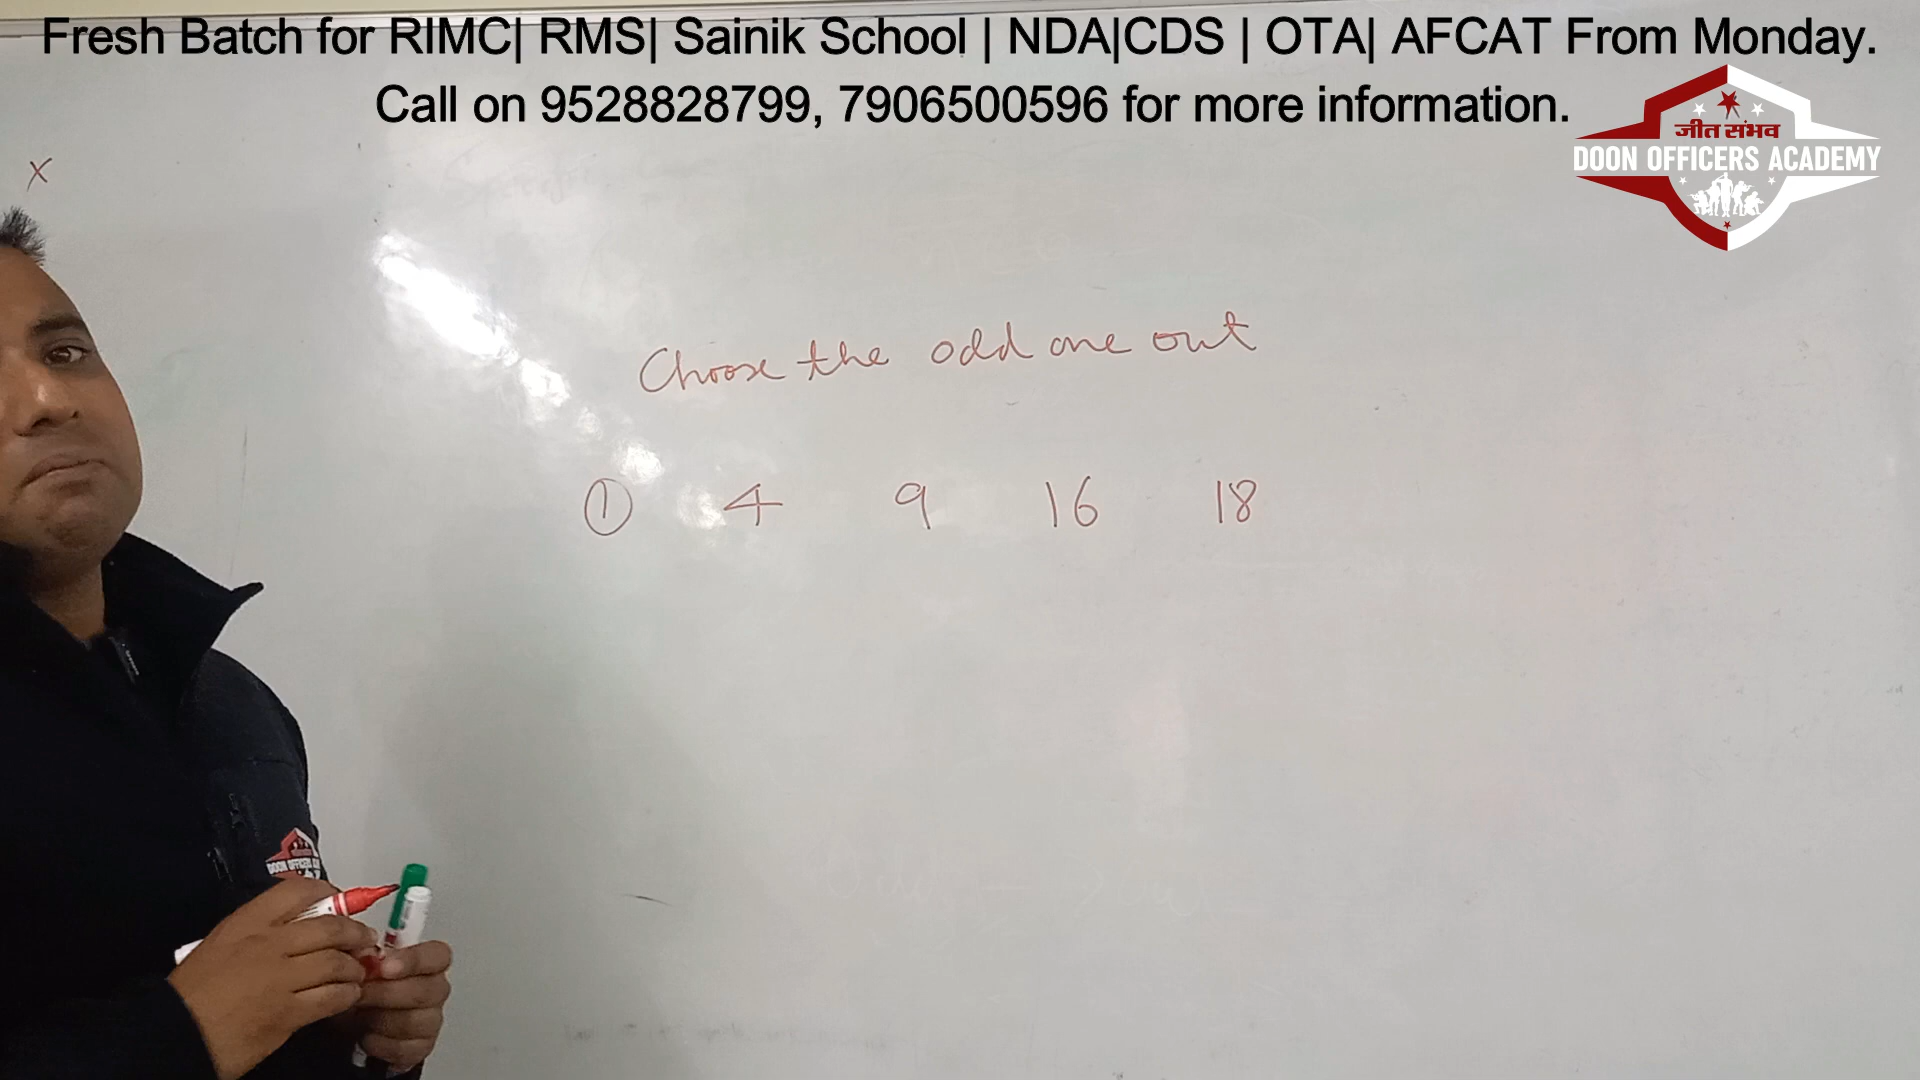 Fresh Batch for RIMC| RMS| Sainik School | NDA|CDS | OTA| AFCAT From Monday.
Call on 9528828799, 7906500596 for more information.
जीत संभव
DOON OFFICERS ACADEMY
X
Choose the odd one out
① 4 9 16 18